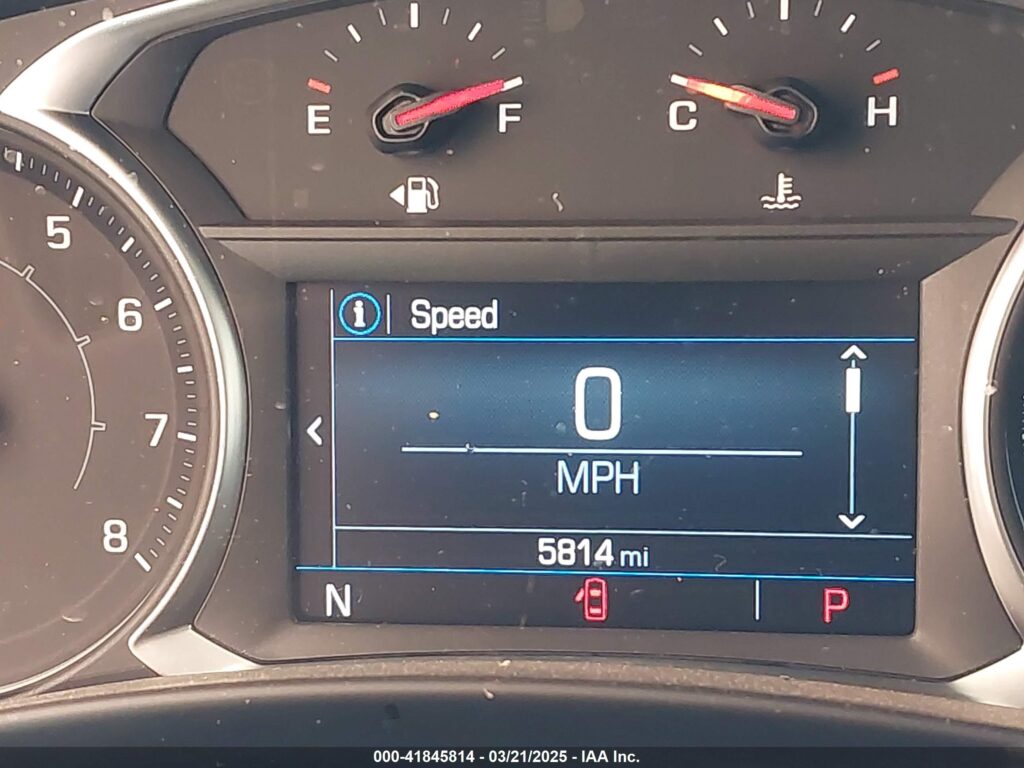 E F C H
5
6
7
8
Speed
0
MPH
5814 mi
N P
000-41845814 - 03/21/2025 - IAA Inc.